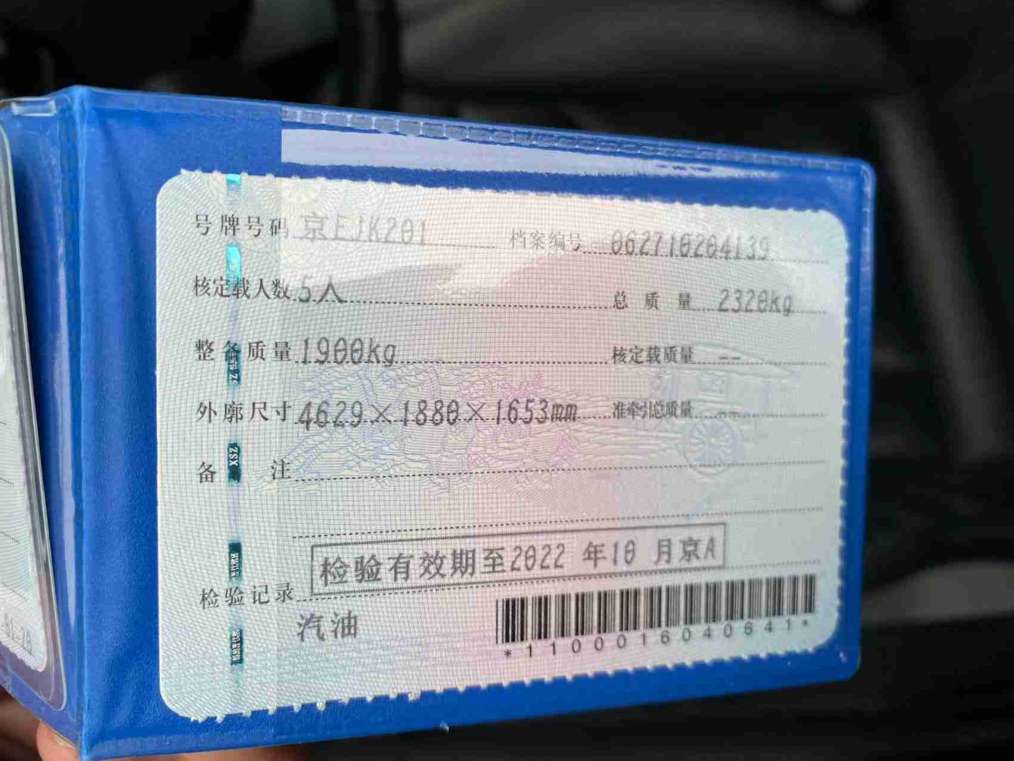 号牌号码 京EJK201 档案编号 062710204139
核定载人数 5人 总质量 2320kg
整备质量 1900kg 核定载质量 --
外廓尺寸 4629×1880×1653mm 准牵引总质量 --
备注
检验有效期至2022年10月京A
检验记录
汽油
*1100016040641*